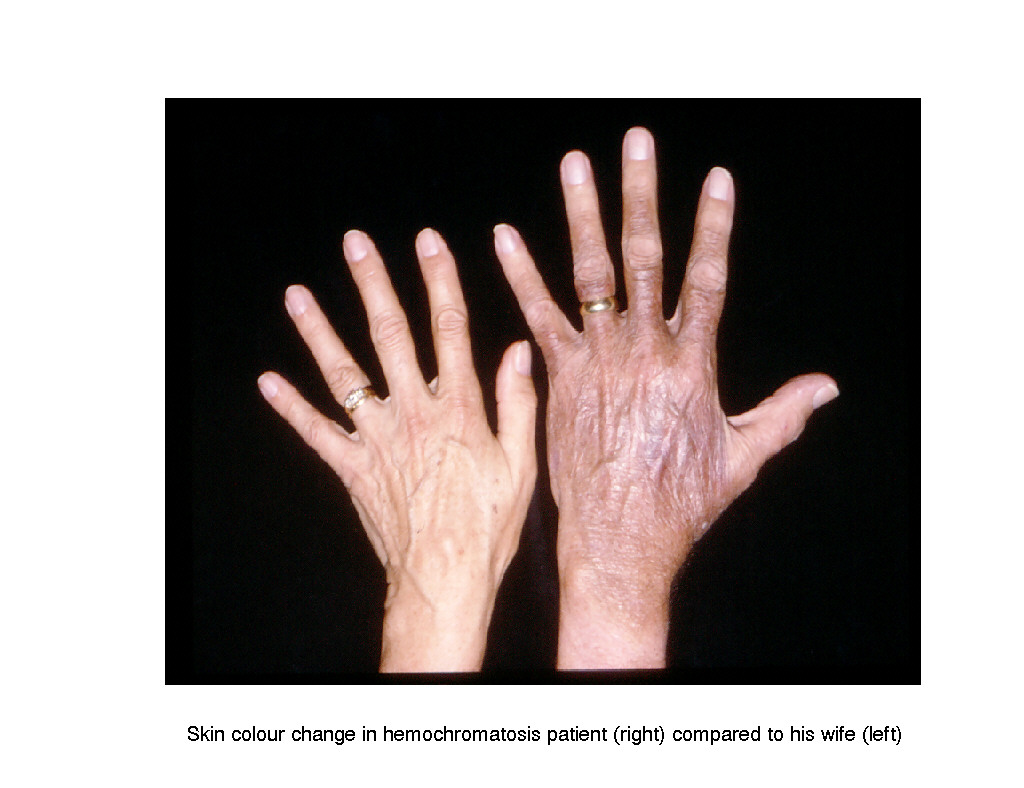 Skin colour change in hemochromatosis patient (right) compared to his wife (left)